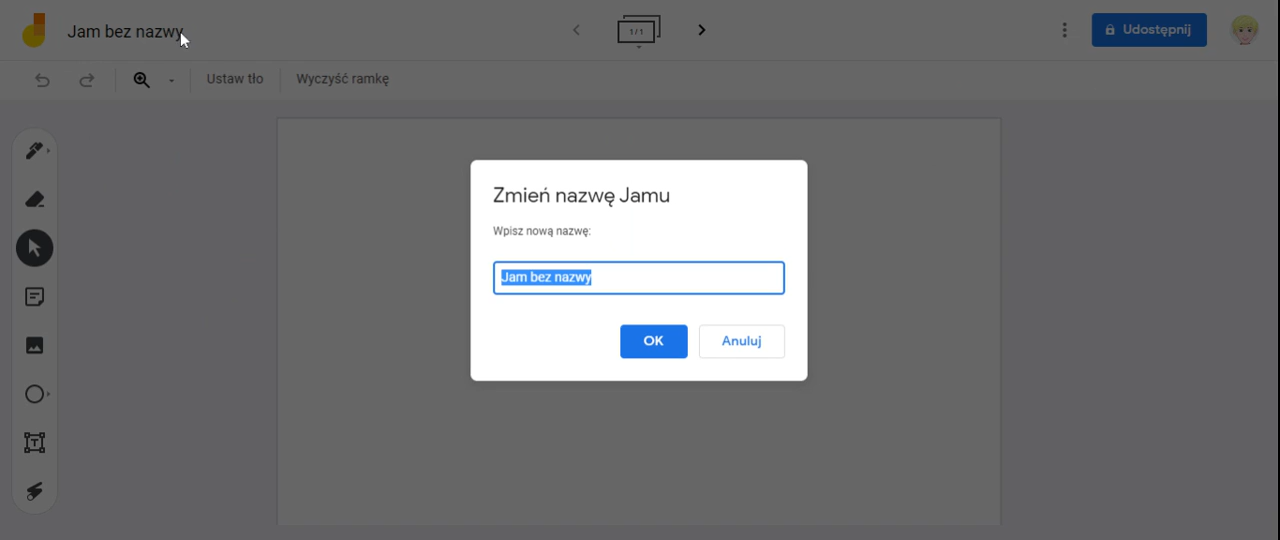 Jam bez nazwy
1/1
Udostępnij
Ustaw tło
Wyczyść ramkę
Zmień nazwę Jamu
Wpisz nową nazwę:
Jam bez nazwy
OK
Anuluj
T